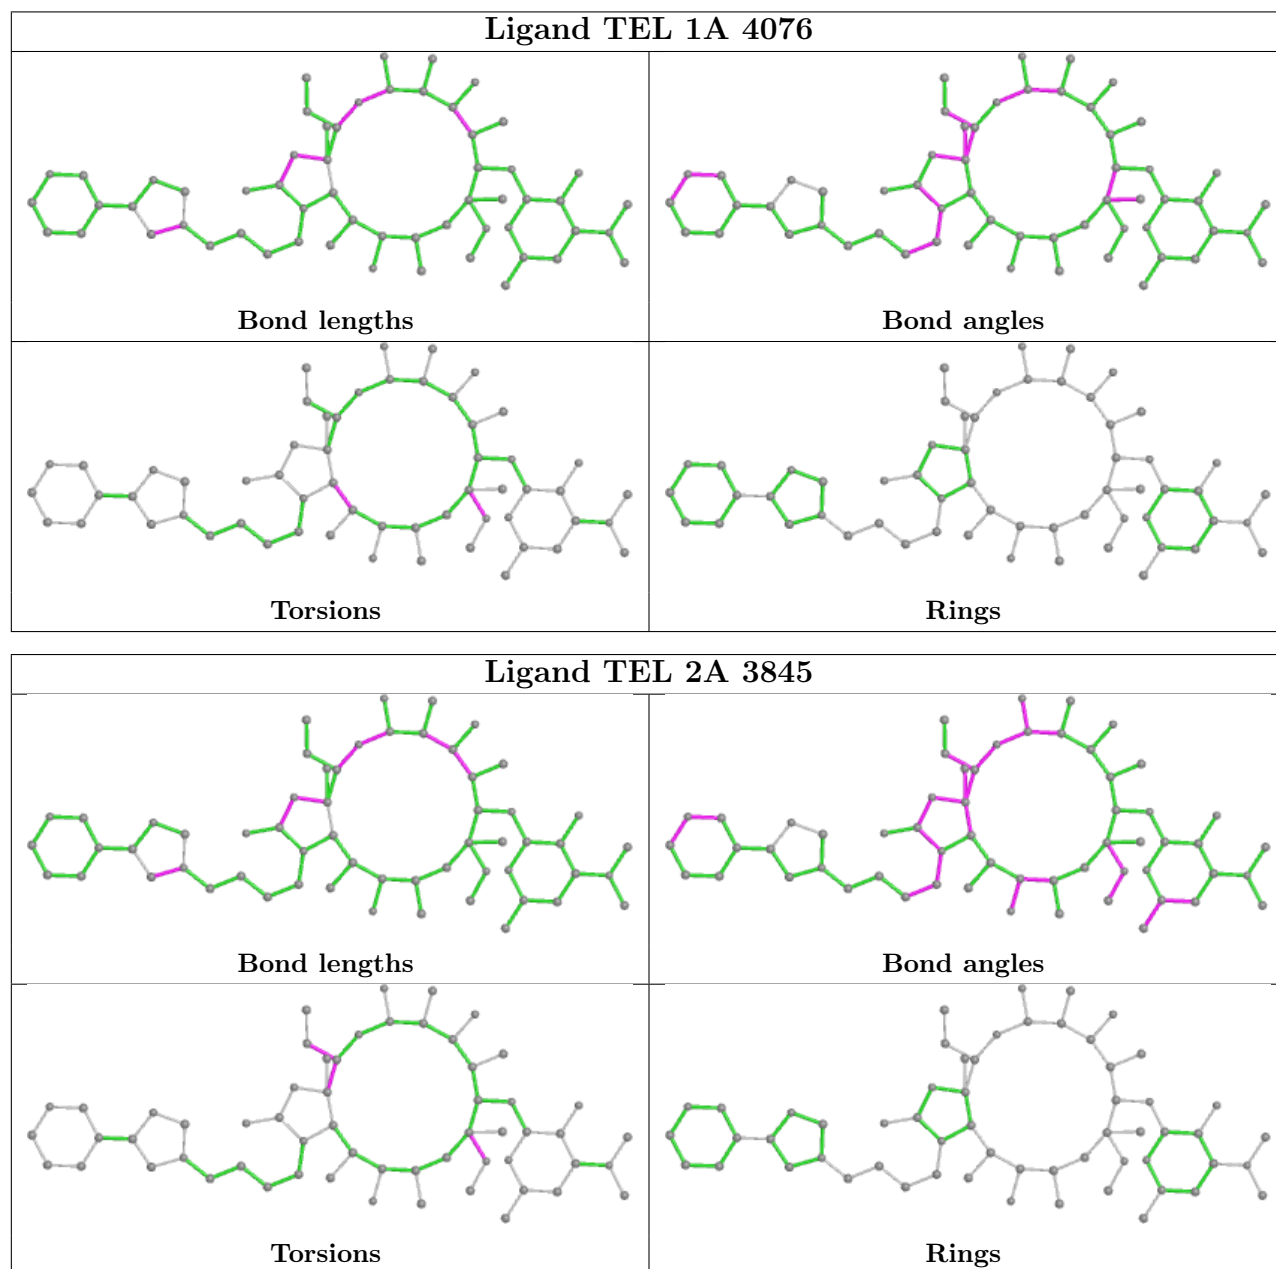 Ligand TEL 1A 4076
Bond lengths
Bond angles
Torsions
Rings
Ligand TEL 2A 3845
Bond lengths
Bond angles
Torsions
Rings